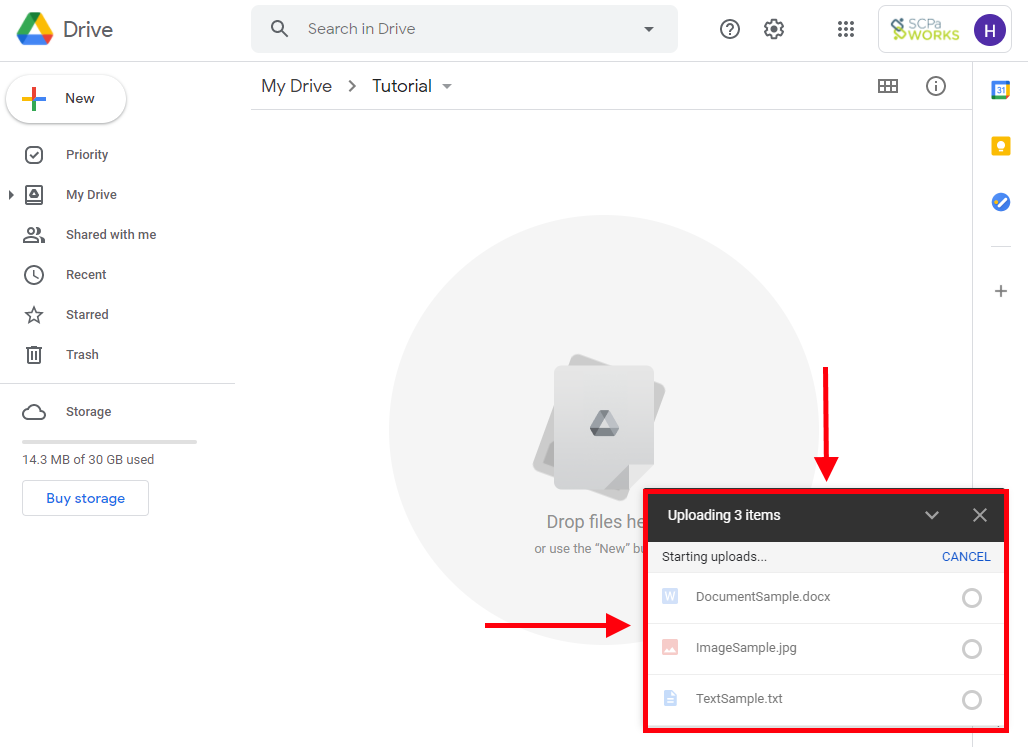 Drive
Search in Drive
SCPa
WORKS
H
New
My Drive
Tutorial
31
Priority
My Drive
Shared with me
Recent
Starred
Trash
Storage
14.3 MB of 30 GB used
Buy storage
Drop files he
or use the “New” bu
Uploading 3 items
Starting uploads...
CANCEL
W
DocumentSample.docx
ImageSample.jpg
TextSample.txt